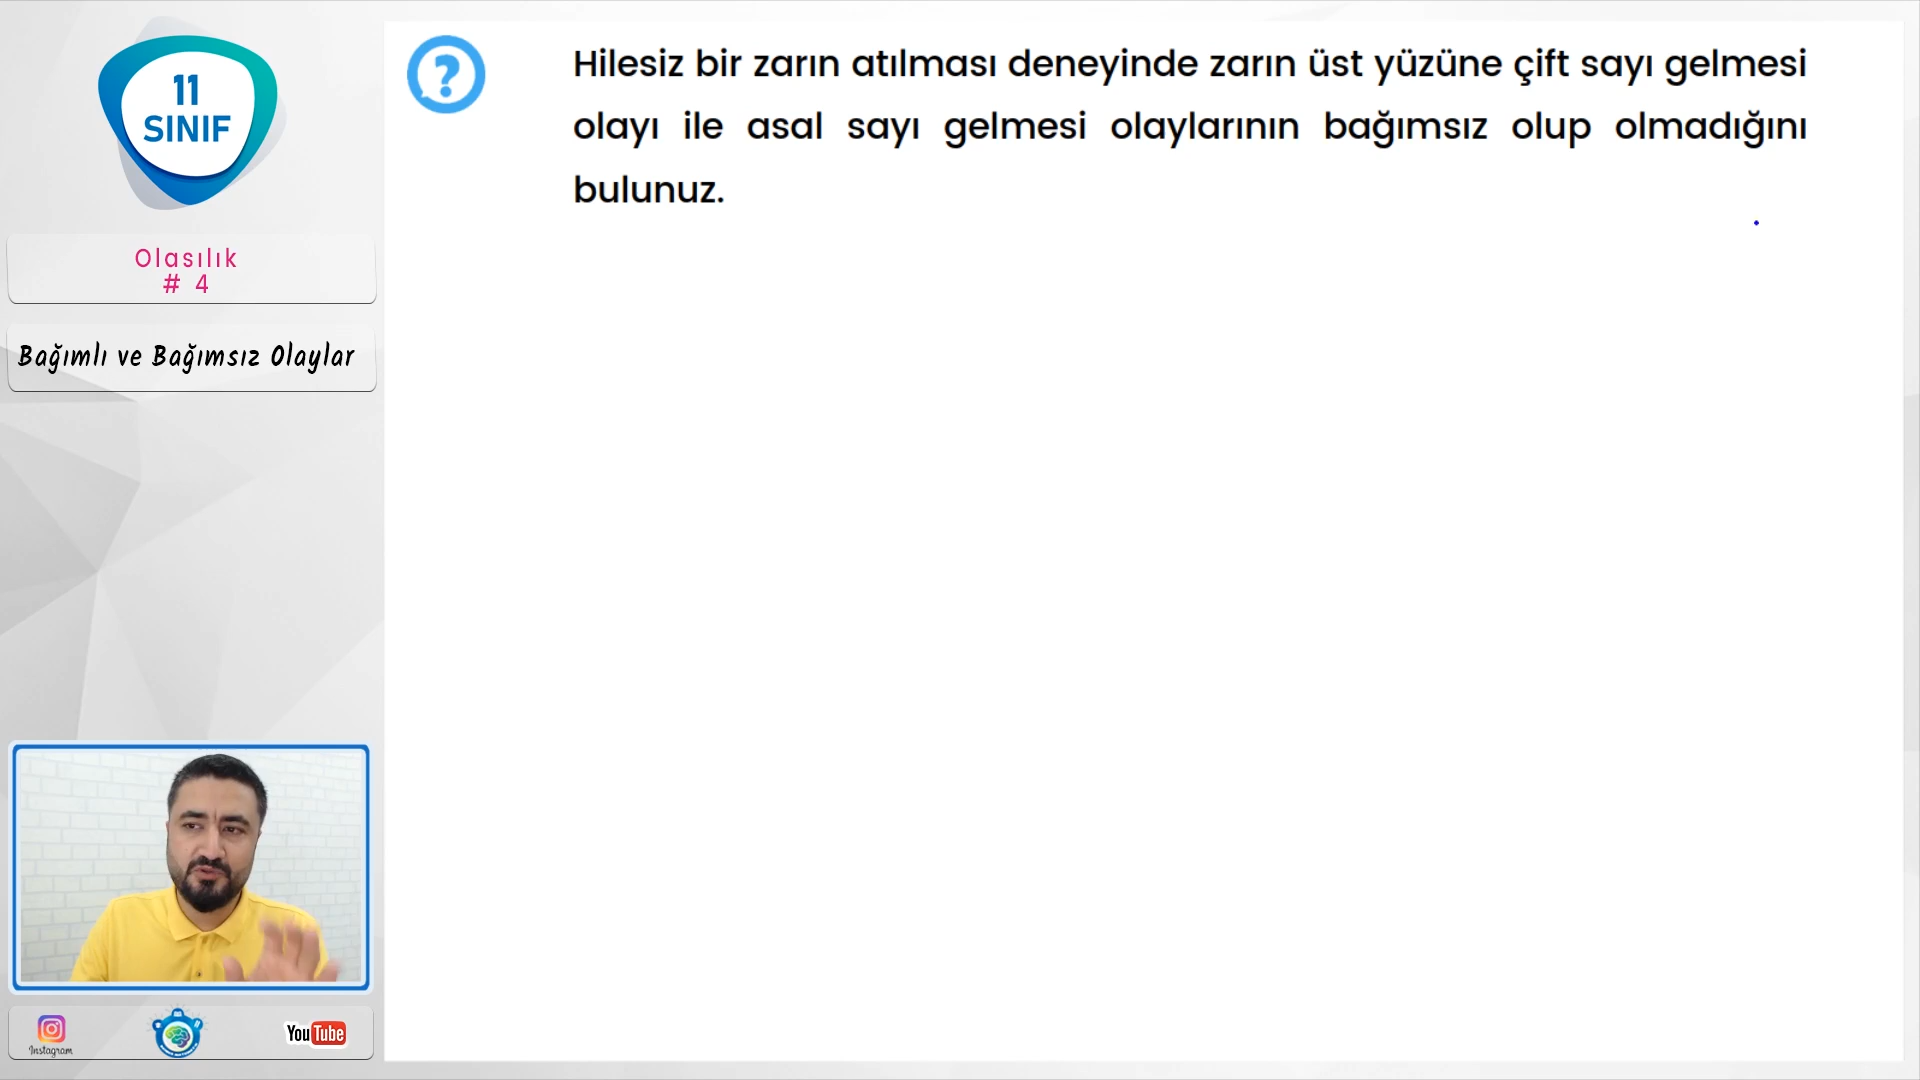 11
SINIF
Olasılık
# 4
Bağımlı ve Bağımsız Olaylar
Hilesiz bir zarın atılması deneyinde zarın üst yüzüne çift sayı gelmesi
olayı ile asal sayı gelmesi olaylarının bağımsız olup olmadığını
bulunuz.
Instagram
YouTube